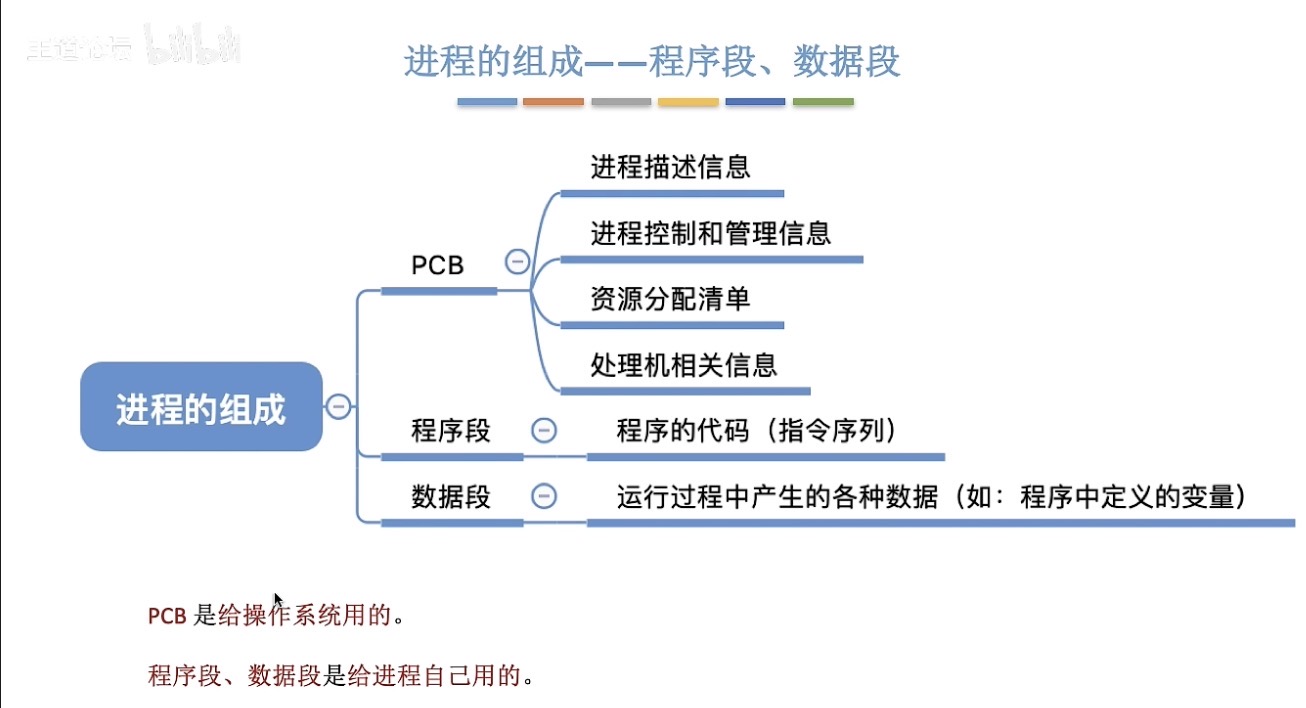 王道论坛 bilibili
进程的组成——程序段、数据段
进程描述信息
进程控制和管理信息
PCB
资源分配清单
处理机相关信息
进程的组成
程序段
程序的代码（指令序列）
数据段
运行过程中产生的各种数据（如：程序中定义的变量）
PCB 是给操作系统用的。
程序段、数据段是给进程自己用的。